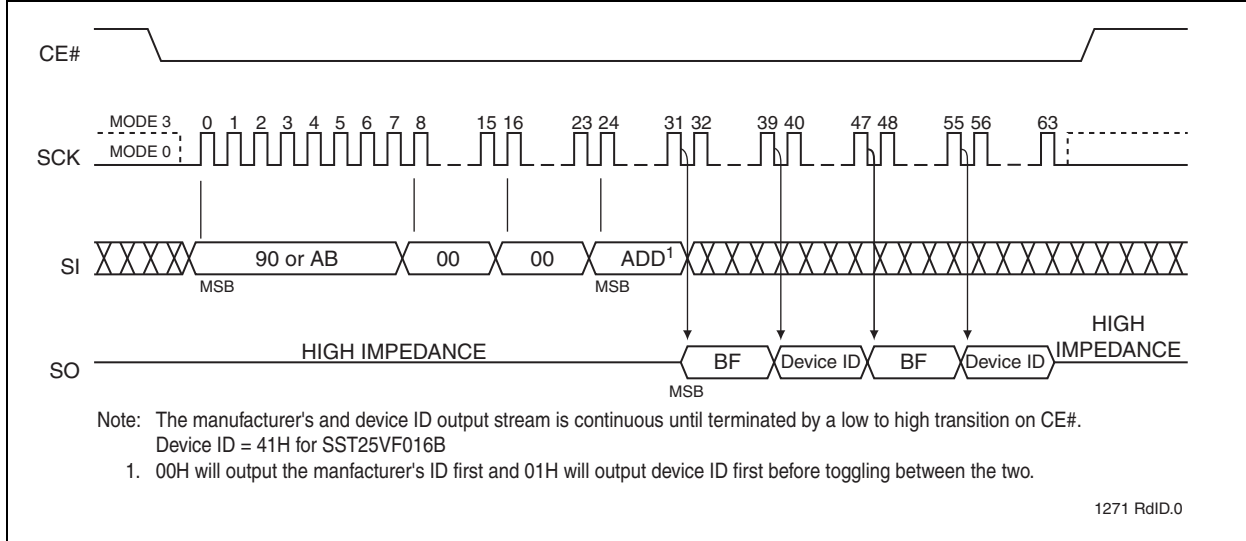 CE#
MODE 3
0 1 2 3 4 5 6 7 8 15 16 23 24 31 32 39 40 47 48 55 56 63
SCK
MODE 0
SI
90 or AB 00 00 ADD1
MSB MSB
HIGH IMPEDANCE
HIGH IMPEDANCE
SO
BF Device ID BF Device ID
MSB
Note: The manufacturer's and device ID output stream is continuous until terminated by a low to high transition on CE#.
Device ID = 41H for SST25VF016B
1. 00H will output the manfacturer's ID first and 01H will output device ID first before toggling between the two.
1271 RdID.0